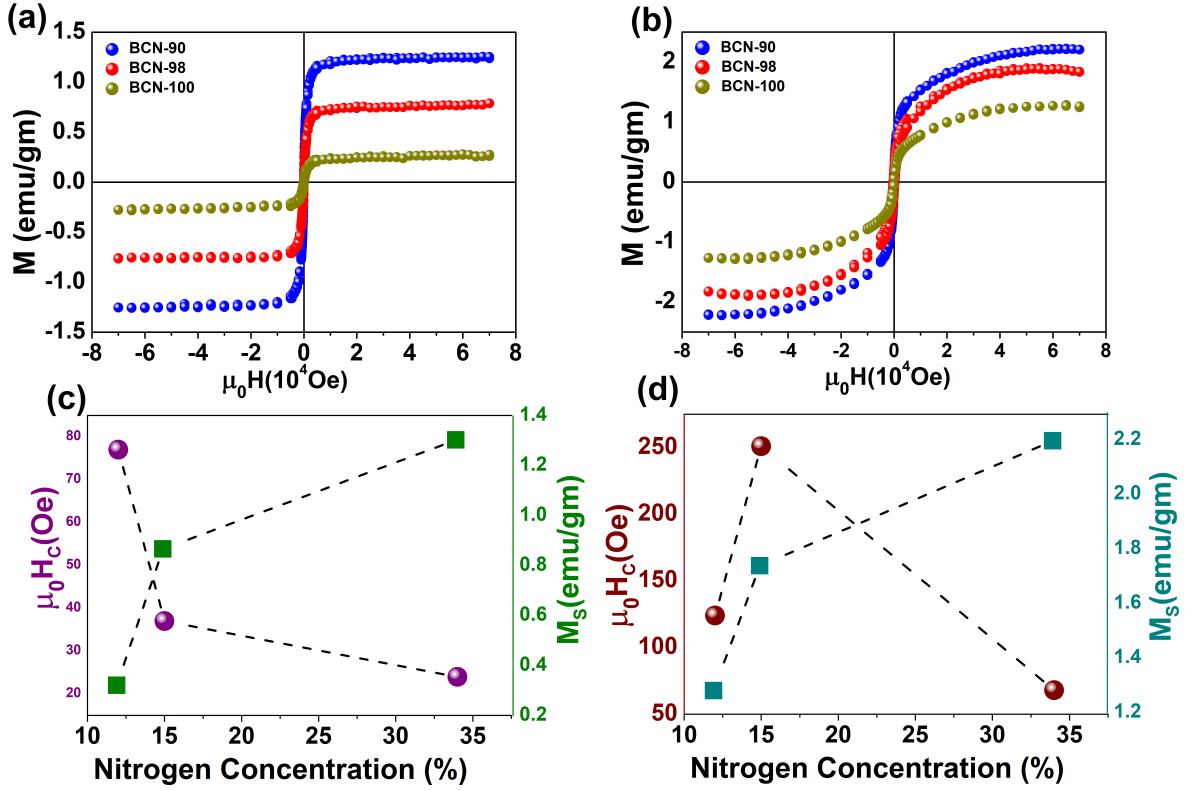 (a)
1.5
1.0
0.5
0.0
-0.5
-1.0
-1.5
M (emu/gm)
BCN-90
BCN-98
BCN-100
-8 -6 -4 -2 0 2 4 6 8
μ0H(10^4Oe)
(b)
2
1
0
-1
-2
M (emu/gm)
BCN-90
BCN-98
BCN-100
-8 -6 -4 -2 0 2 4 6 8
μ0H(10^4Oe)
(c)
80
70
60
50
40
30
20
μ0HC(Oe)
1.4
1.2
1.0
0.8
0.6
0.4
0.2
MS(emu/gm)
10 15 20 25 30 35
Nitrogen Concentration (%)
(d)
250
200
150
100
50
μ0HC(Oe)
2.2
2.0
1.8
1.6
1.4
1.2
MS(emu/gm)
10 15 20 25 30 35
Nitrogen Concentration (%)